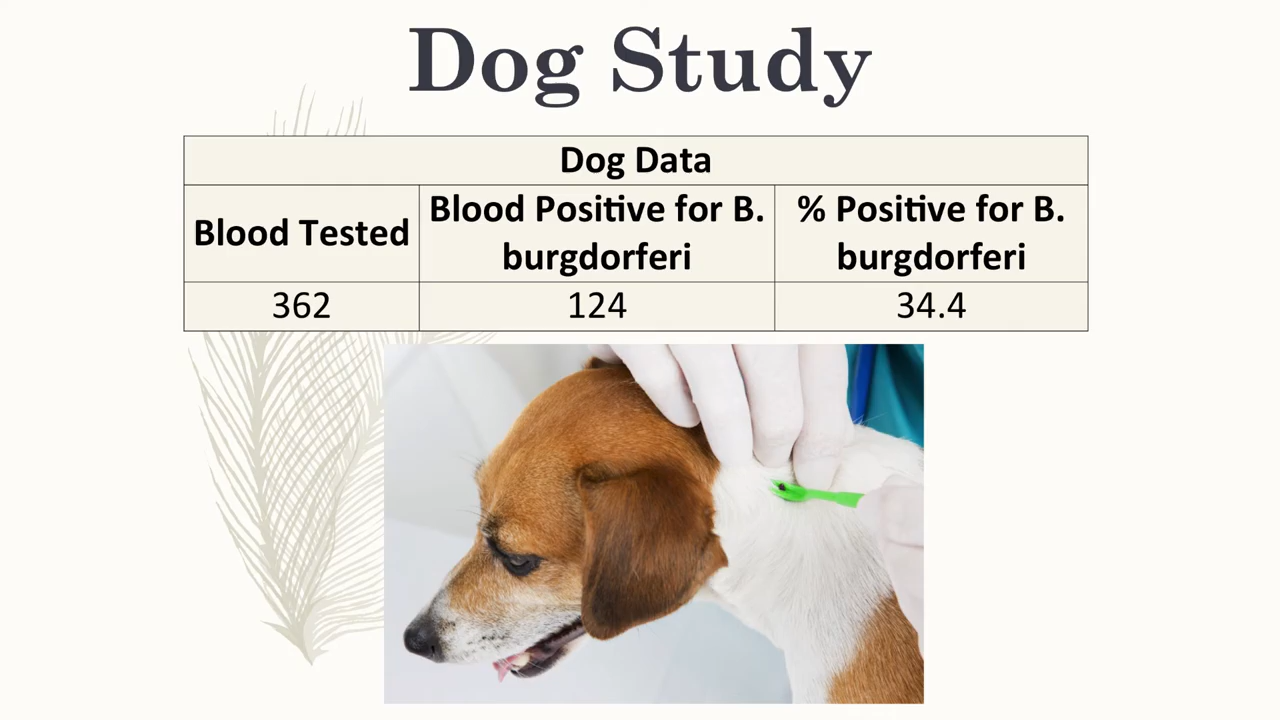 Dog Study
Dog Data
Blood Tested
Blood Positive for B.
burgdorferi
% Positive for B.
burgdorferi
362
124
34.4